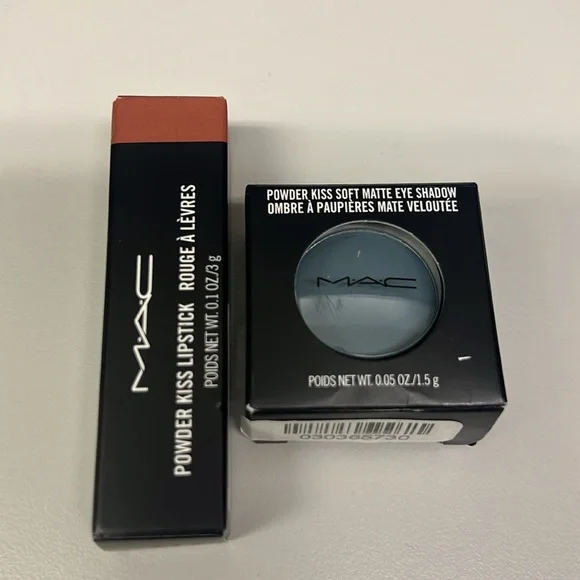 MAC
POWDER KISS LIPSTICK ROUGE À LÈVRES
POIDS NET WT. 0.1 OZ./3 g
POWDER KISS SOFT MATTE EYE SHADOW
OMBRE À PAUPIÈRES MATE VELOUTÉE
MAC
POIDS NET WT. 0.05 OZ./1.5 g
030365730